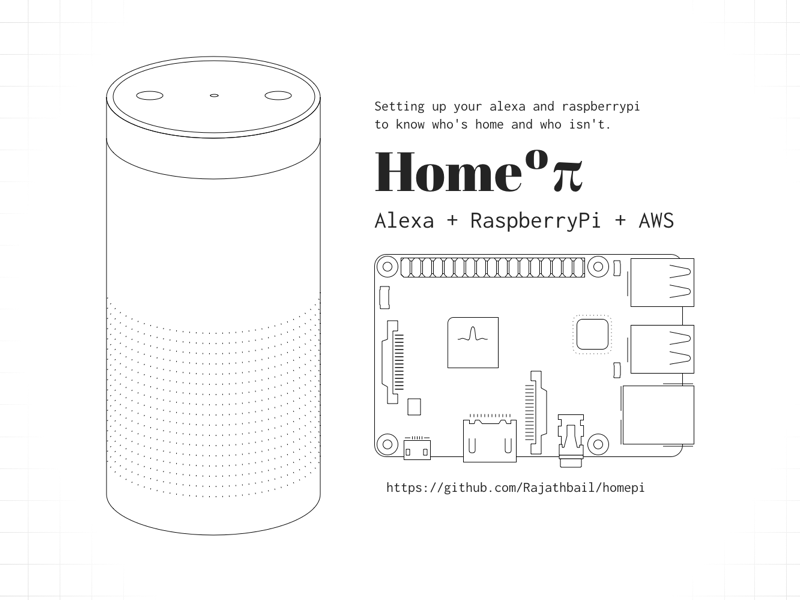 Setting up your alexa and raspberrypi
to know who's home and who isn't.
Homeºπ
Alexa + RaspberryPi + AWS
https://github.com/Rajathbail/homepi